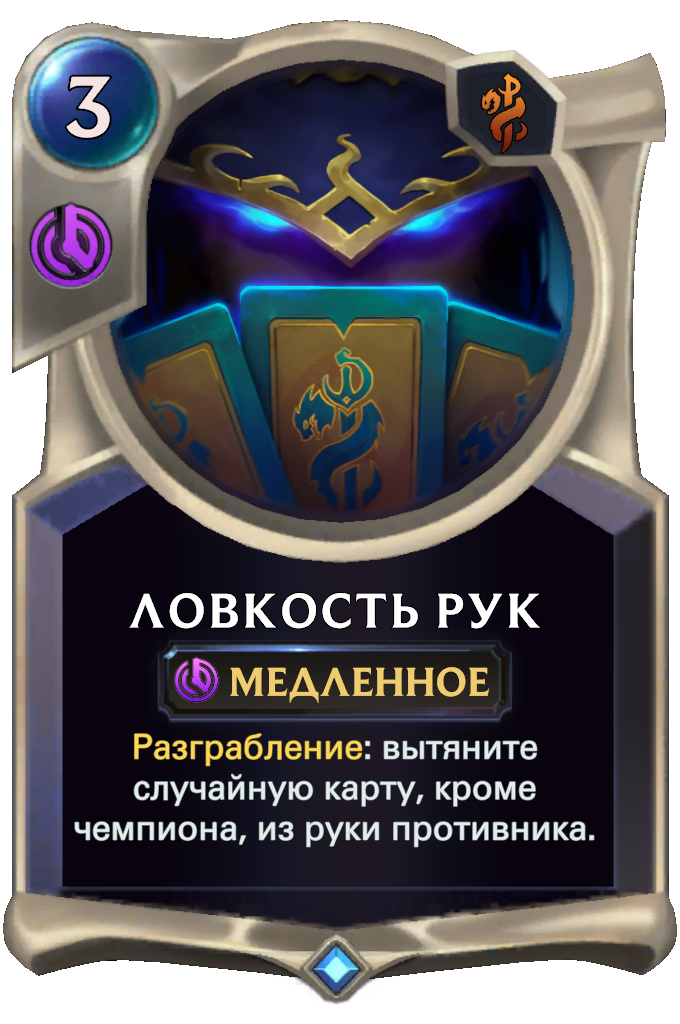 3
ЛОВКОСТЬ РУК
МЕДЛЕННОЕ
Разграбление: вытяните
случайную карту, кроме
чемпиона, из руки противника.